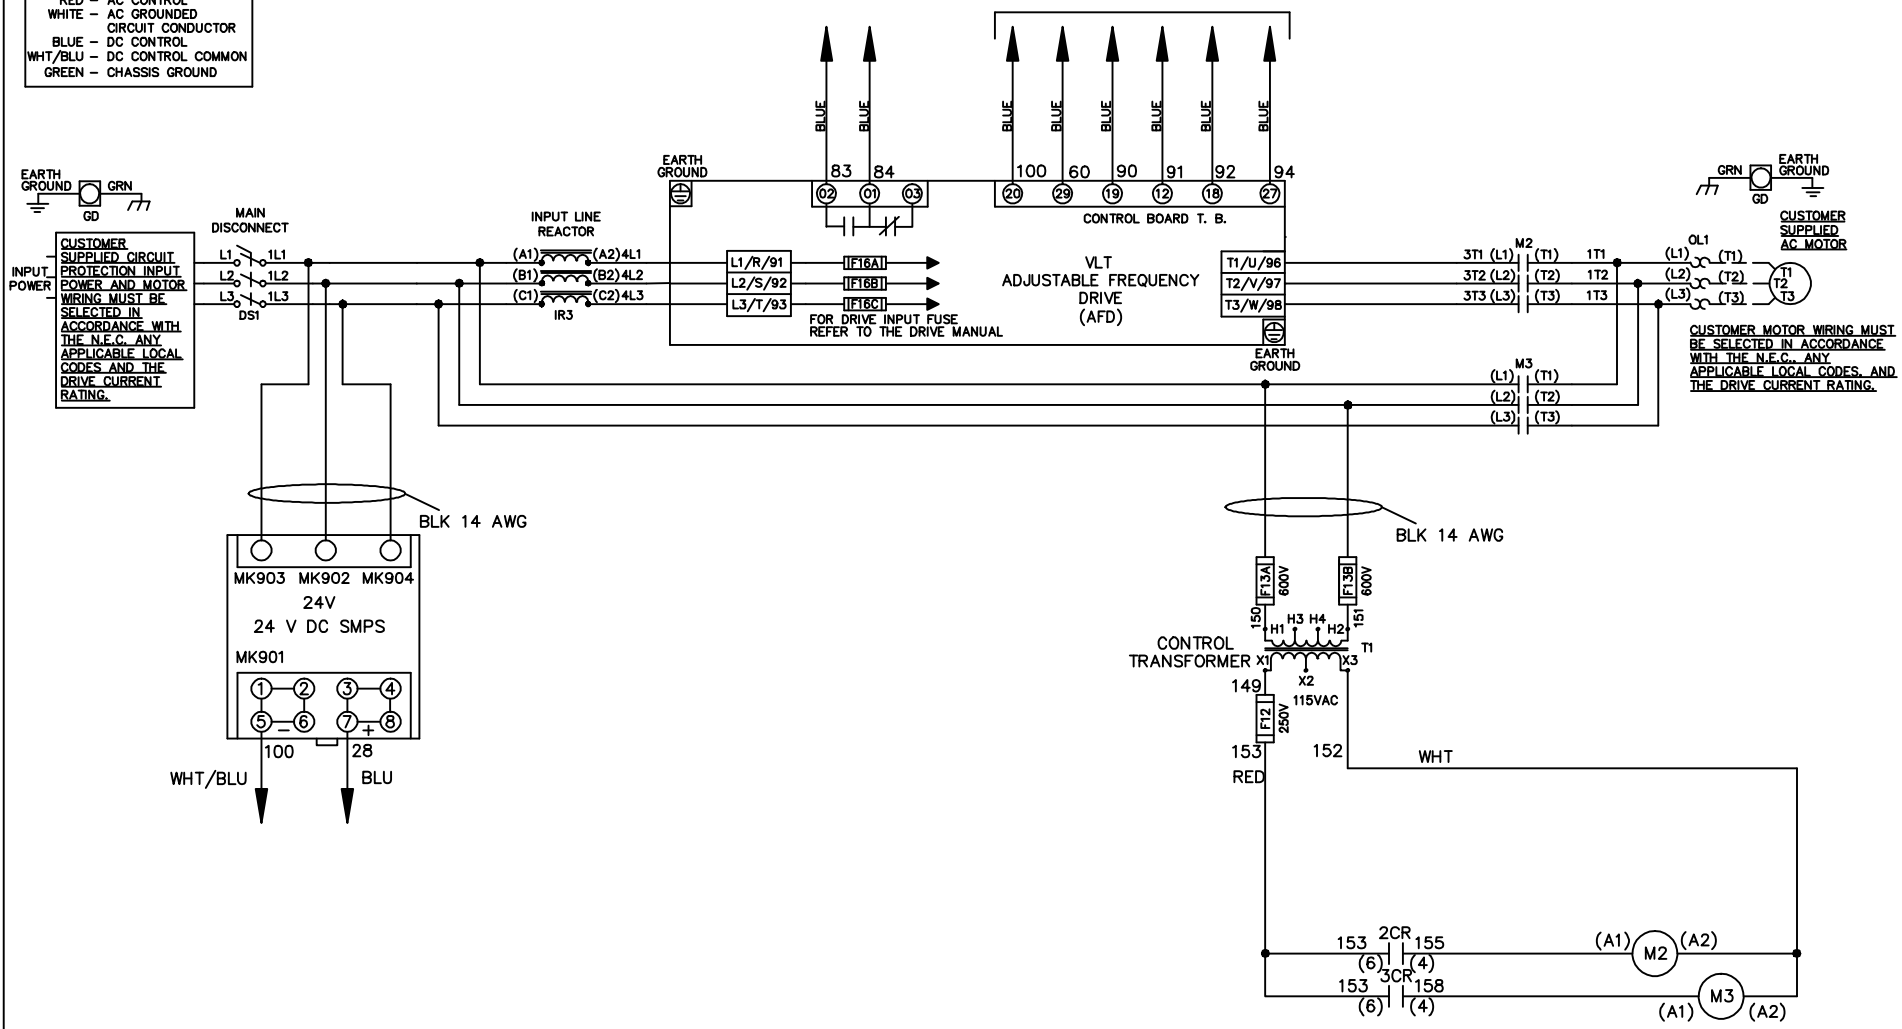 RED – AC CONTROL
WHITE – AC GROUNDED
CIRCUIT CONDUCTOR
BLUE – DC CONTROL
WHT/BLU – DC CONTROL COMMON
GREEN – CHASSIS GROUND
BLUE BLUE BLUE BLUE BLUE BLUE BLUE BLUE
83 84 100 60 90 91 92 94
02 01 03 20 29 19 12 18 27
CONTROL BOARD T. B.
EARTH
GROUND
GRN
GD
EARTH
GROUND
GRN
EARTH
GROUND
GD
CUSTOMER
SUPPLIED
AC MOTOR
INPUT
POWER
CUSTOMER
SUPPLIED CIRCUIT
PROTECTION INPUT
POWER AND MOTOR
WIRING MUST BE
SELECTED IN
ACCORDANCE WITH
THE N.E.C. ANY
APPLICABLE LOCAL
CODES AND THE
DRIVE CURRENT
RATING.
MAIN
DISCONNECT
L1 1L1
L2 1L2
L3 1L3
DS1
INPUT LINE
REACTOR
(A1) (A2) 4L1
(B1) (B2) 4L2
(C1) (C2) 4L3
IR3
L1/R/91 F16A
L2/S/92 F16B
L3/T/93 F16C
FOR DRIVE INPUT FUSE
REFER TO THE DRIVE MANUAL
VLT
ADJUSTABLE FREQUENCY
DRIVE
(AFD)
T1/U/96
T2/V/97
T3/W/98
EARTH
GROUND
M2
3T1 (L1) (T1) 1T1
3T2 (L2) (T2) 1T2
3T3 (L3) (T3) 1T3
OL1
(L1) (T1)
(L2) (T2)
(L3) (T3)
T1
T2
T3
CUSTOMER MOTOR WIRING MUST
BE SELECTED IN ACCORDANCE
WITH THE N.E.C., ANY
APPLICABLE LOCAL CODES, AND
THE DRIVE CURRENT RATING.
M3
(L1) (T1)
(L2) (T2)
(L3) (T3)
BLK 14 AWG
MK903 MK902 MK904
24V
24 V DC SMPS
MK901
1 2 3 4
5 6 7 8
– +
100 28
WHT/BLU BLU
BLK 14 AWG
F13A 600V F13B 600V
150 151
H1 H3 H4 H2
T1
CONTROL
TRANSFORMER
X1 X3
X2
115VAC
149
F12 250V
153 152
RED
WHT
2CR
153 155
(6) (4)
(A1) M2 (A2)
3CR
153 158
(6) (4)
(A1) M3 (A2)